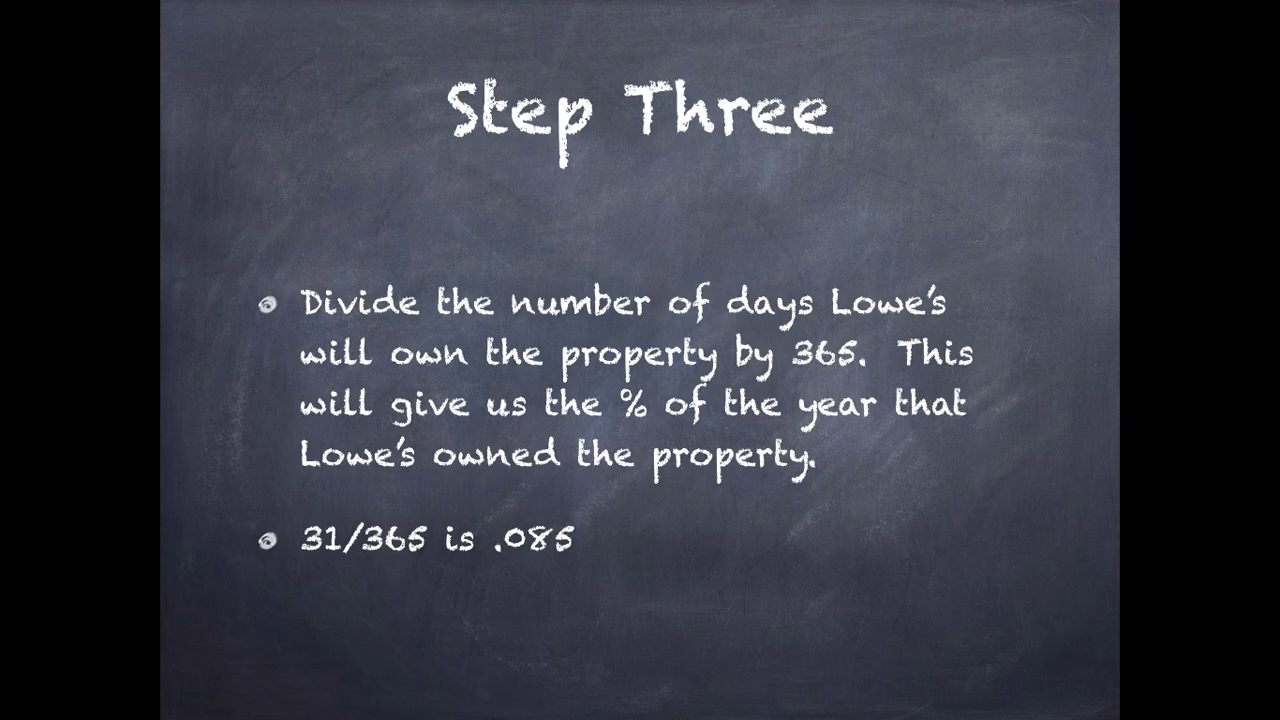 Step Three
Divide the number of days Lowe's
will own the property by 365. This
will give us the % of the year that
Lowe's owned the property.
31/365 is .085